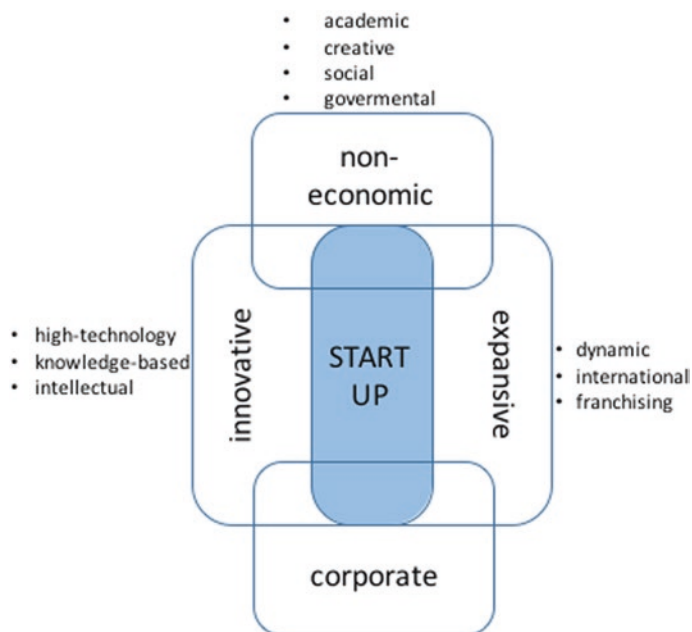 • academic
• creative
• social
• govermental
non-
economic
innovative
• high-technology
• knowledge-based
• intellectual
START
UP
expansive
• dynamic
• international
• franchising
corporate